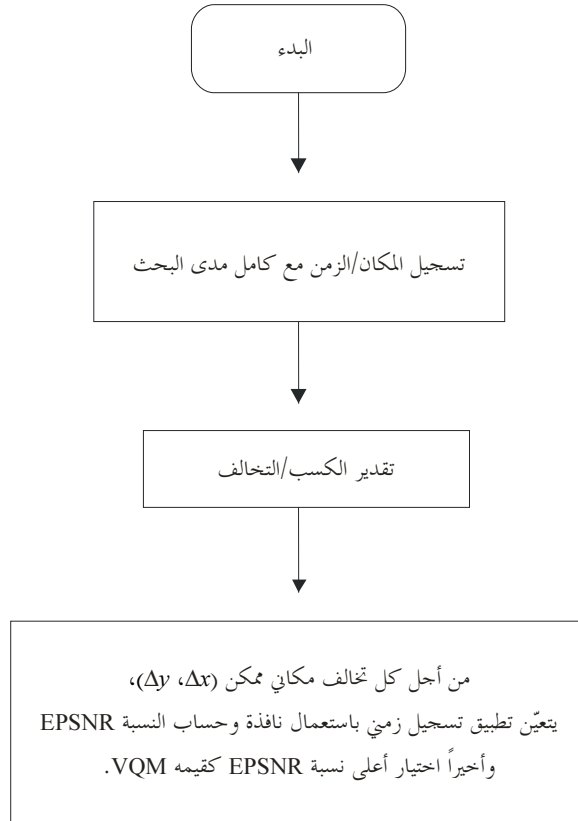 البدء
تسجيل المكان/الزمن مع كامل مدى البحث
تقدير الكسب/التخالف
من أجل كل تخالف مكاني ممكن (Δx، Δy)،
يتعيّن تطبيق تسجيل زمني باستعمال نافذة وحساب النسبة EPSNR
وأخيراً اختيار أعلى نسبة EPSNR كقيمه VQM.